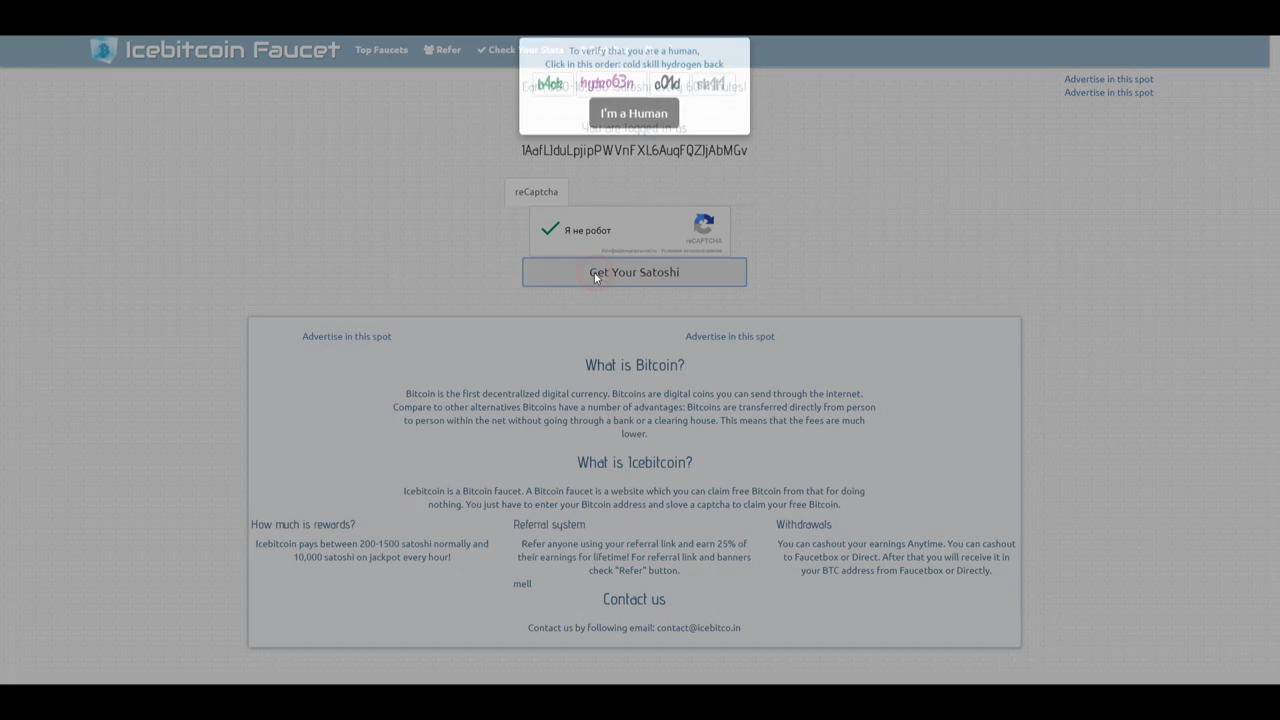 Icebitcoin Faucet
Top Faucets
Refer
Check Your Stats
To verify that you are a human,
Click in this order: cold skill hydrogen back
I'm a Human
You are logged in as
reCaptcha
Я не робот
reCAPTCHA
Конфиденциальность - Условия использования
Get Your Satoshi
Advertise in this spot
Advertise in this spot
Advertise in this spot
Advertise in this spot
What is Bitcoin?
Bitcoin is the first decentralized digital currency. Bitcoins are digital coins you can send through the internet.
Compare to other alternatives Bitcoins have a number of advantages: Bitcoins are transferred directly from person
to person within the net without going through a bank or a clearing house. This means that the fees are much
lower.
What is Icebitcoin?
Icebitcoin is a Bitcoin faucet. A Bitcoin faucet is a website which you can claim free Bitcoin from that for doing
nothing. You just have to enter your Bitcoin address and slove a captcha to claim your free Bitcoin.
How much is rewards?
Icebitcoin pays between 200-1500 satoshi normally and
10,000 satoshi on jackpot every hour!
Referral system
Refer anyone using your referral link and earn 25% of
their earnings for lifetime! For referral link and banners
check "Refer" button.
mell
Withdrawals
You can cashout your earnings Anytime. You can cashout
to Faucetbox or Direct. After that you will receive it in
your BTC address from Faucetbox or Directly.
Contact us
Contact us by following email: contact@icebitco.in